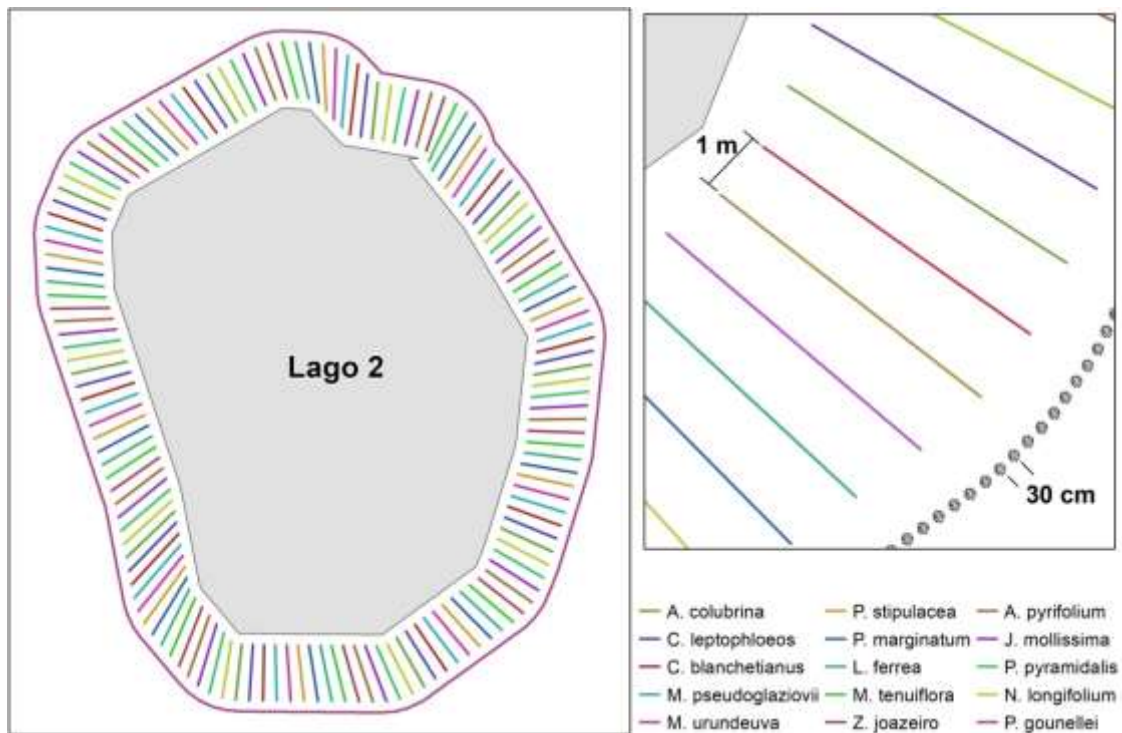 Lago 2
1 m
30 cm
A. colubrina
C. leptophloeos
C. blanchetianus
M. pseudoglaziovii
M. urundeuva
P. stipulacea
P. marginatum
L. ferrea
M. tenuiflora
Z. joazeiro
A. pyrifolium
J. mollissima
P. pyramidalis
N. longifolium
P. gounellei